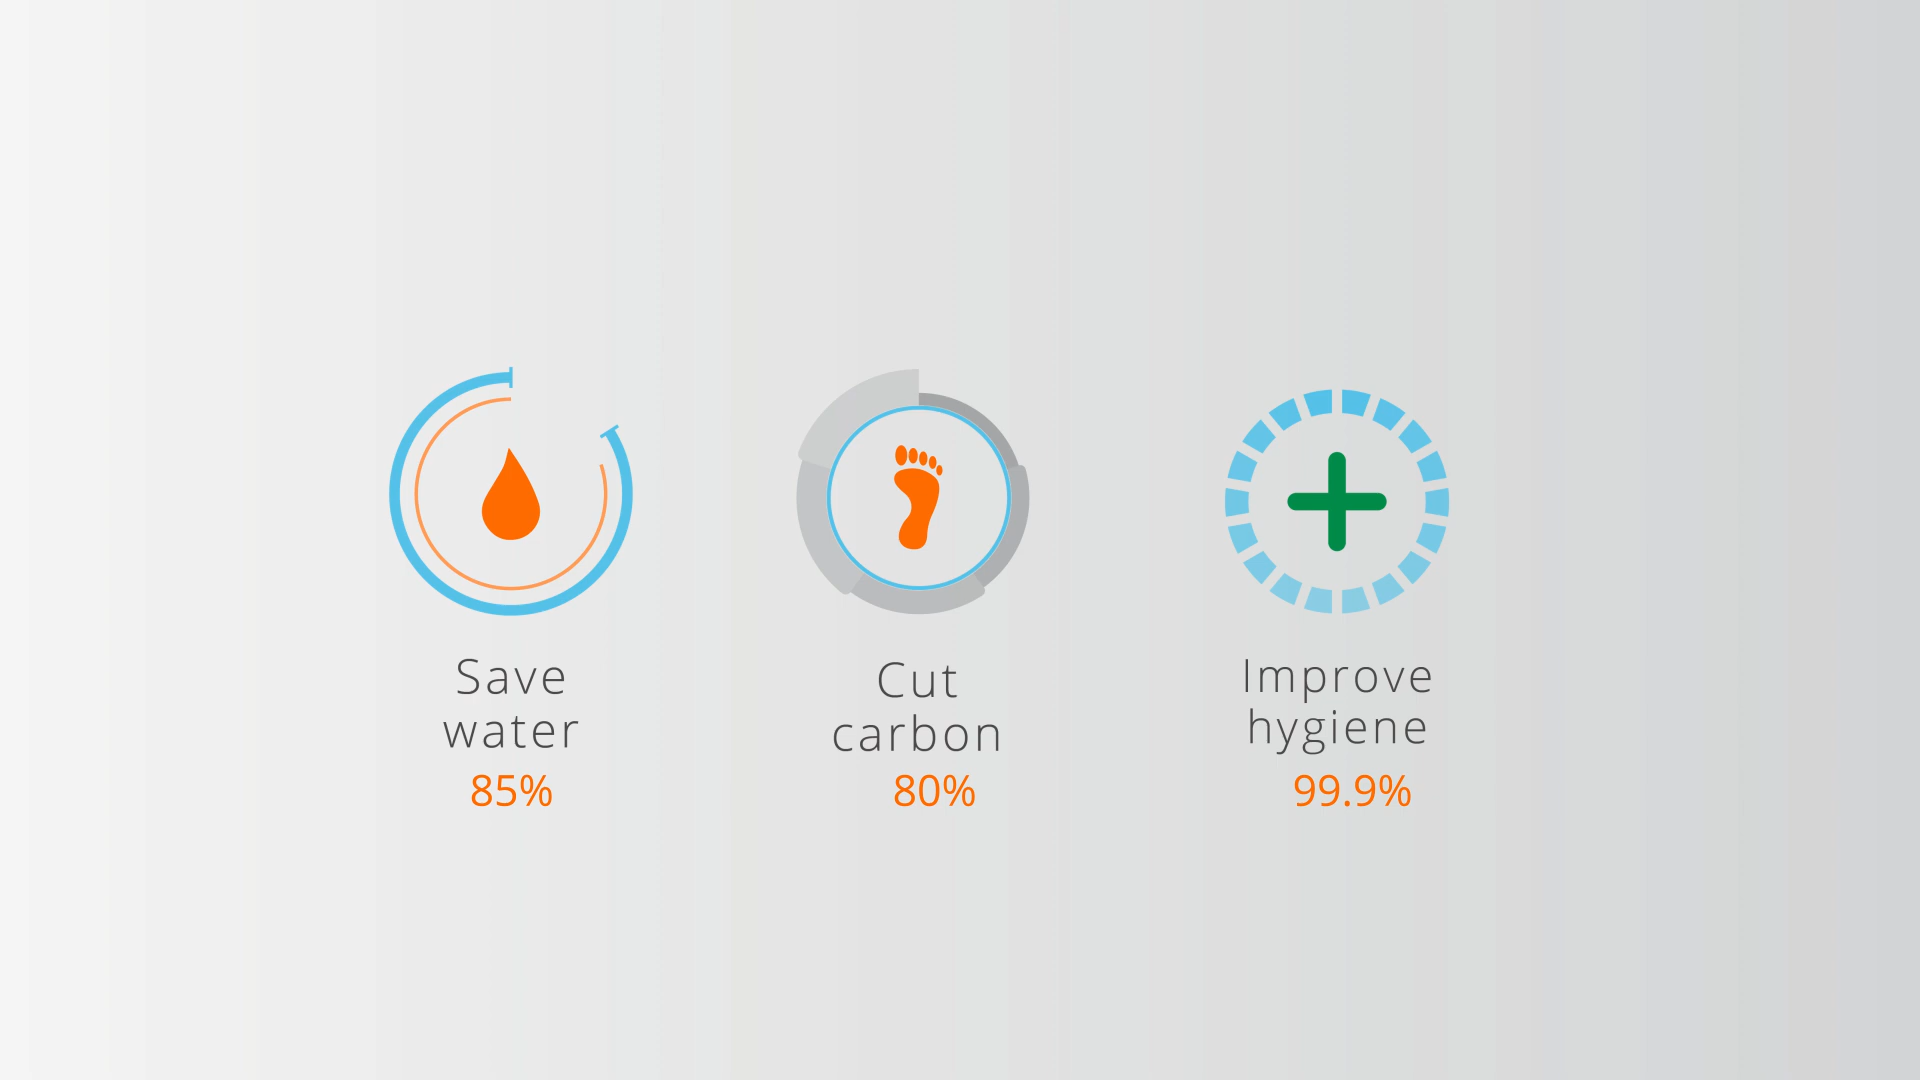 Save
water
85%
Cut
carbon
80%
Improve
hygiene
99.9%